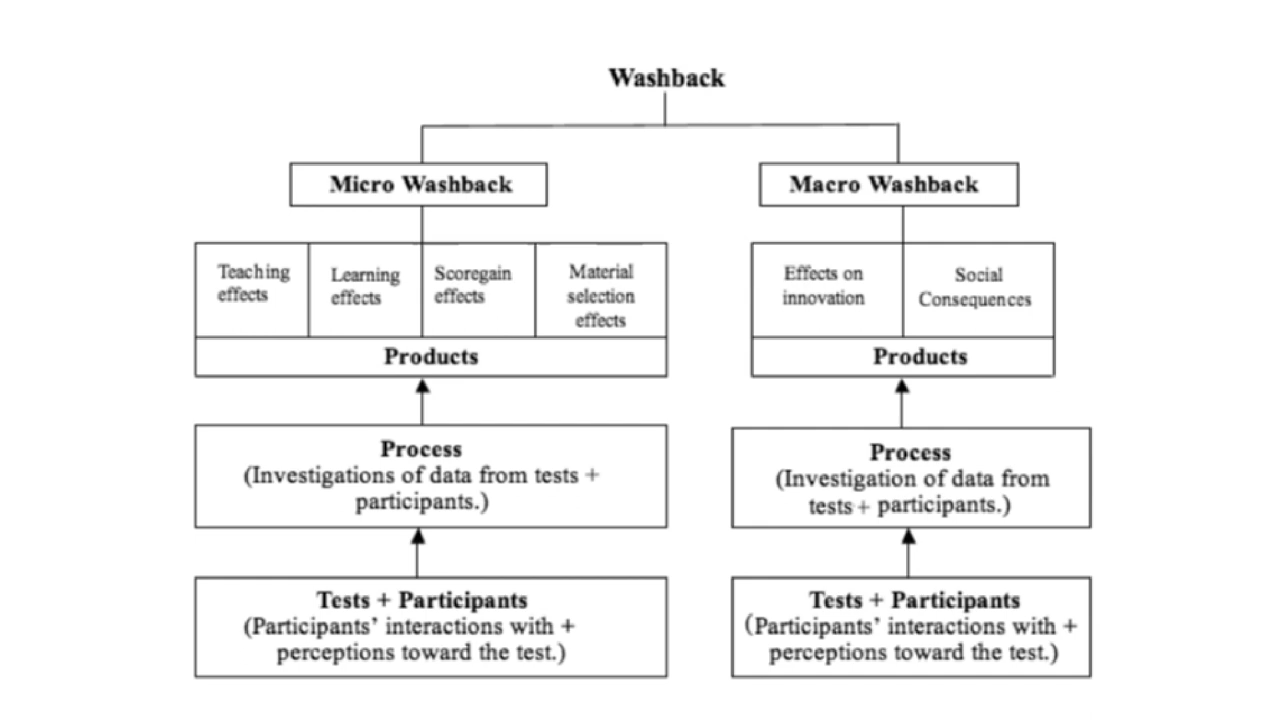 Washback
Micro Washback
Macro Washback
Teaching
effects
Learning
effects
Scoregain
effects
Material
selection
effects
Products
Effects on
innovation
Social
Consequences
Products
Process
(Investigations of data from tests +
participants.)
Process
(Investigation of data from
tests + participants.)
Tests + Participants
(Participants’ interactions with +
perceptions toward the test.)
Tests + Participants
(Participants’ interactions with +
perceptions toward the test.)